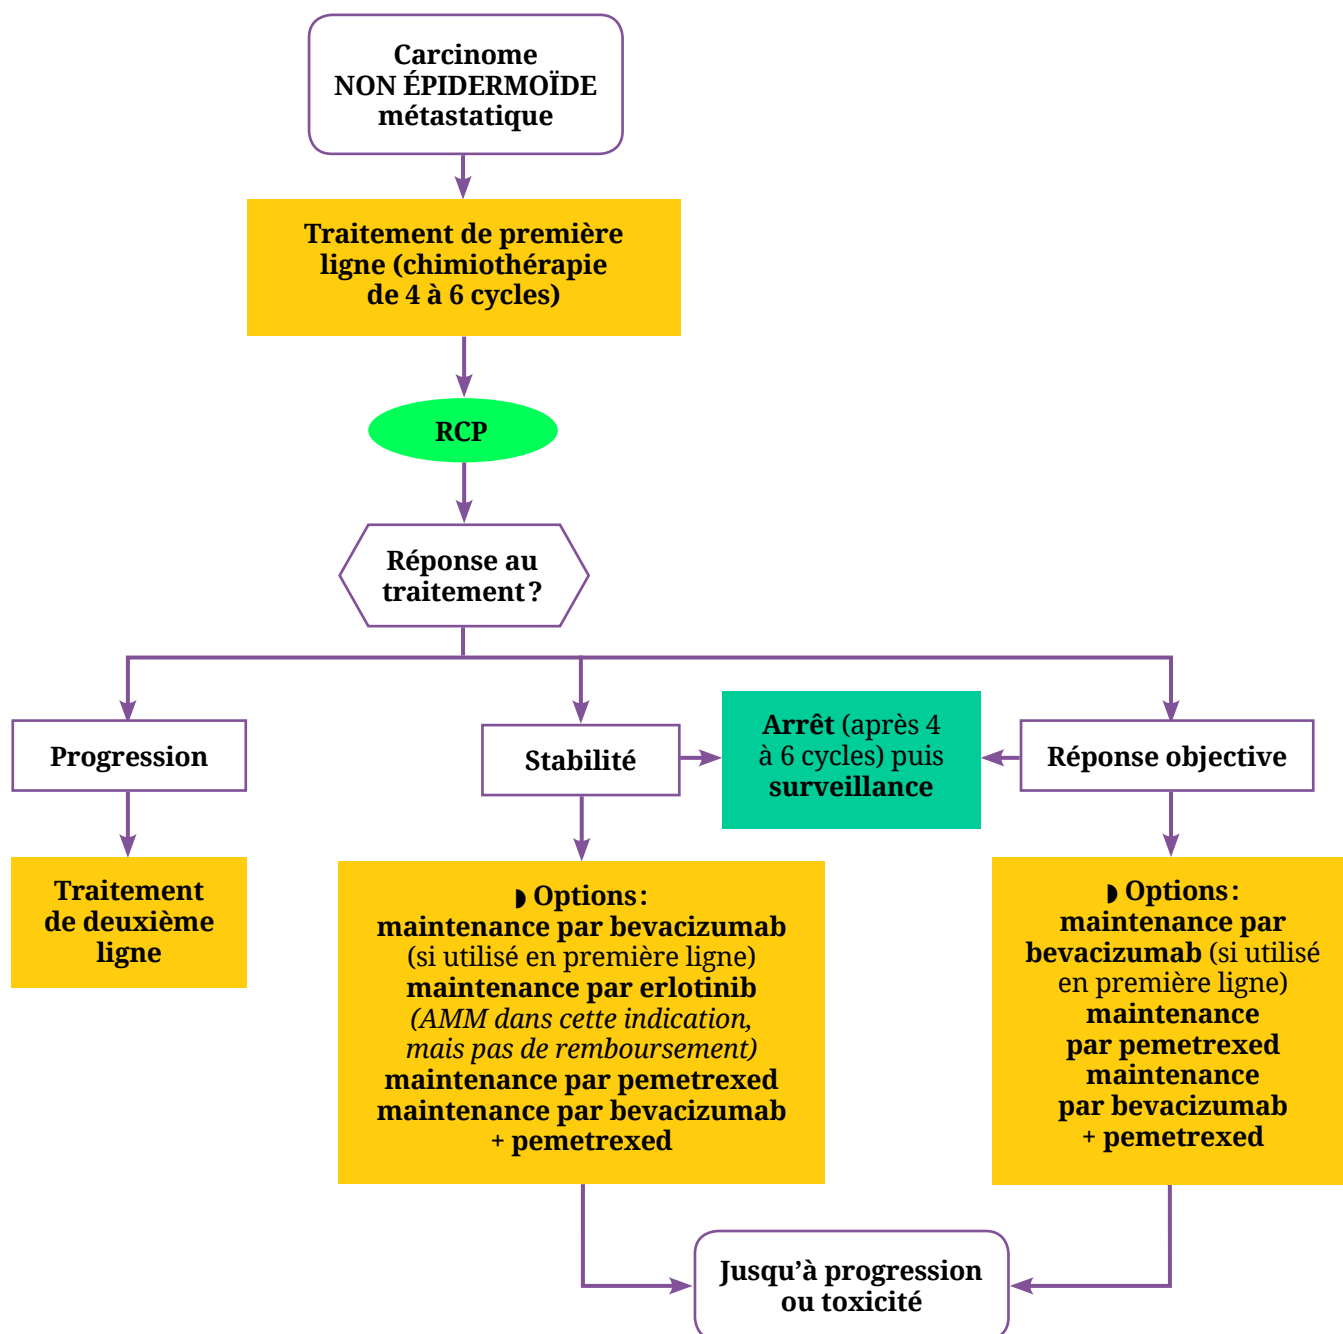 Carcinome
NON ÉPIDERMOÏDE
métastatique
Traitement de première
ligne (chimiothérapie
de 4 à 6 cycles)
RCP
Réponse au
traitement ?
Progression
Stabilité
Arrêt (après 4
à 6 cycles) puis
surveillance
Réponse objective
Traitement
de deuxième
ligne
◗ Options :
maintenance par bevacizumab
(si utilisé en première ligne)
maintenance par erlotinib
(AMM dans cette indication,
mais pas de remboursement)
maintenance par pemetrexed
maintenance par bevacizumab
+ pemetrexed
◗ Options :
maintenance par
bevacizumab (si utilisé
en première ligne)
maintenance
par pemetrexed
maintenance
par bevacizumab
+ pemetrexed
Jusqu’à progression
ou toxicité